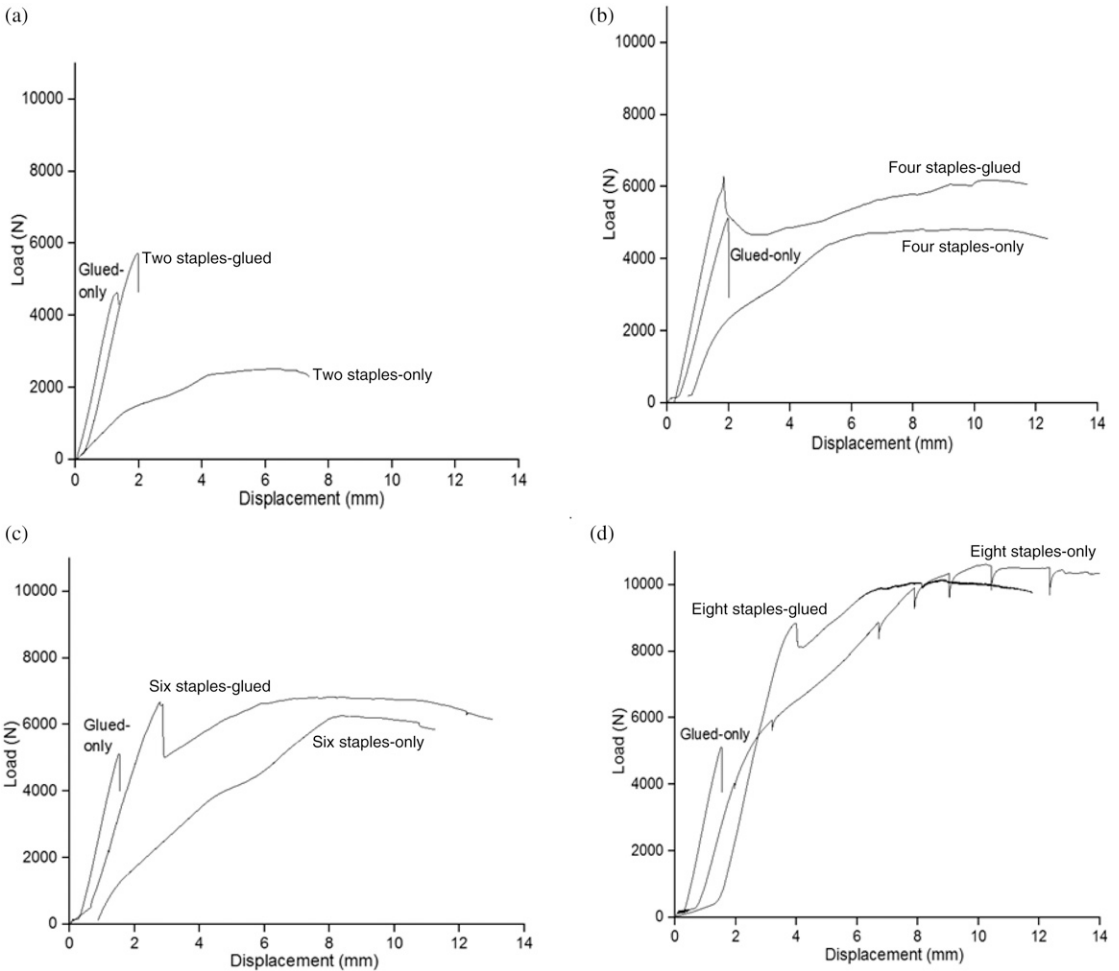 (a)
10000
8000
6000
4000
2000
0
Load (N)
Glued-
only
Two staples-glued
Two staples-only
0 2 4 6 8 10 12 14
Displacement (mm)
(b)
10000
8000
6000
4000
2000
0
Load (N)
Four staples-glued
Glued-only
Four staples-only
0 2 4 6 8 10 12 14
Displacement (mm)
(c)
10000
8000
6000
4000
2000
0
Load (N)
Glued-
only
Six staples-glued
Six staples-only
0 2 4 6 8 10 12 14
Displacement (mm)
(d)
10000
8000
6000
4000
2000
0
Load (N)
Eight staples-only
Eight staples-glued
Glued-only
0 2 4 6 8 10 12 14
Displacement (mm)